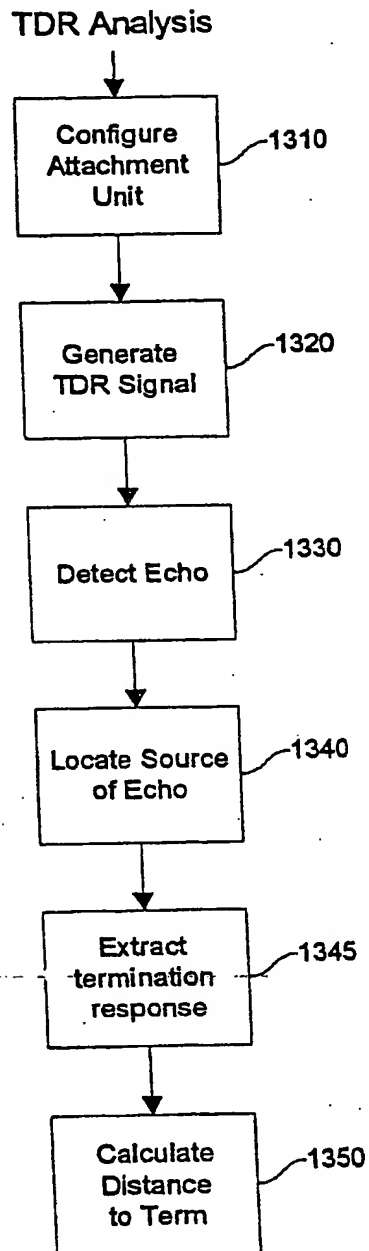 TDR Analysis
Configure
Attachment
Unit
1310
Generate
TDR Signal
1320
Detect Echo
1330
Locate Source
of Echo
1340
Extract
termination
response
1345
Calculate
Distance
to Term
1350